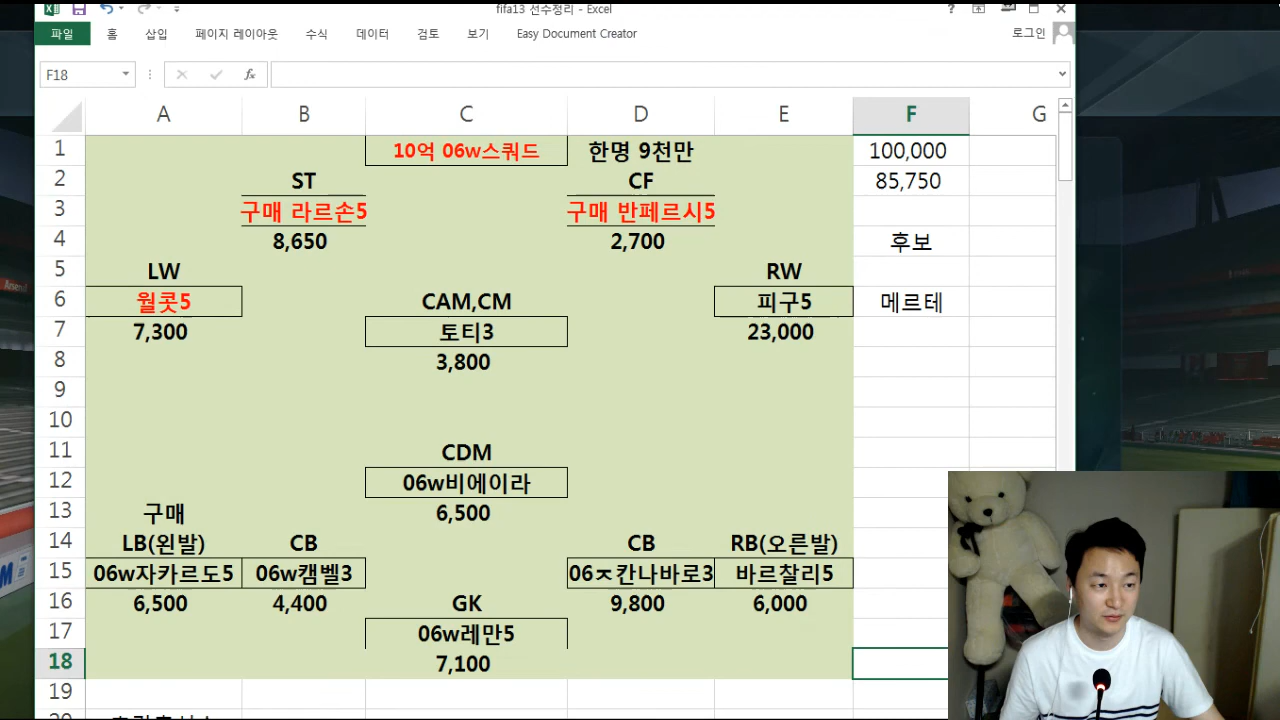 fifa13 선수정리 - Excel
파일 홈 삽입 페이지 레이아웃 수식 데이터 검토 보기 Easy Document Creator 로그인
F18 fx
A B C D E F G
1 10억 06w스쿼드 한명 9천만 100,000
2 ST CF 85,750
3 구매 라르손5 구매 반페르시5
4 8,650 2,700 후보
5 LW RW
6 월콧5 CAM,CM 피구5 메르테
7 7,300 토티3 23,000
8 3,800
9
10
11 CDM
12 06w비에이라
13 구매 6,500
14 LB(왼발) CB CB RB(오른발)
15 06w자카르도5 06w캠벨3 06ㅈ칸나바로3 바르찰리5
16 6,500 4,400 GK 9,800 6,000
17 06w레만5
18 7,100
19